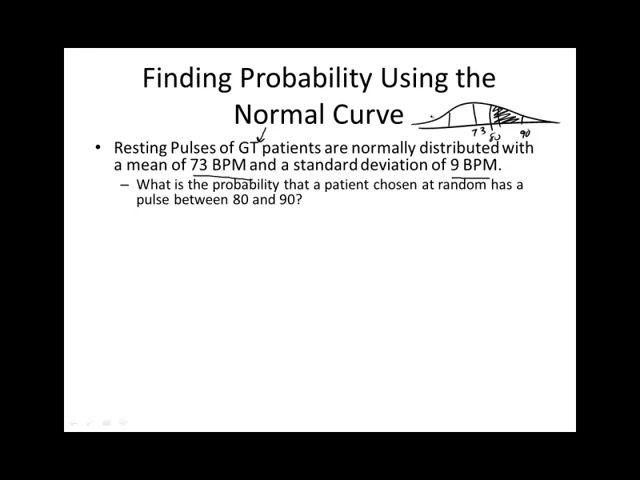 Finding Probability Using the
Normal Curve
73
80
90
• Resting Pulses of GT patients are normally distributed with
a mean of 73 BPM and a standard deviation of 9 BPM.
– What is the probability that a patient chosen at random has a
pulse between 80 and 90?